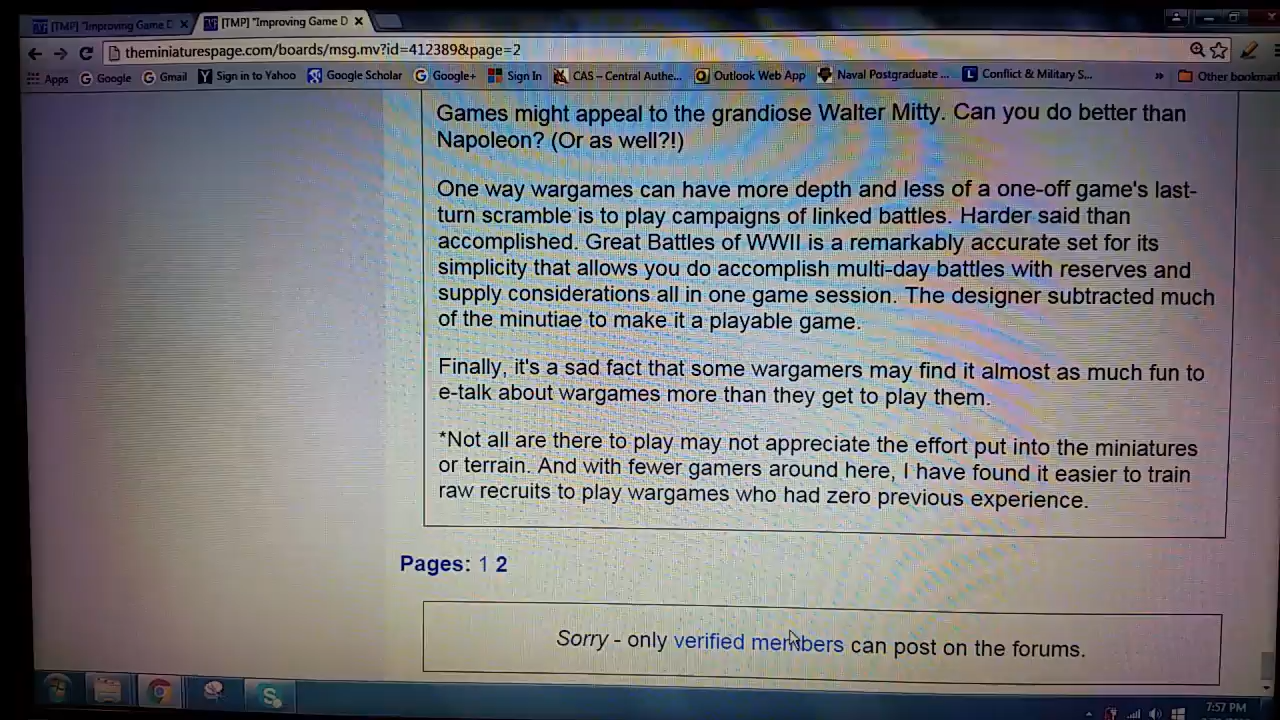 [TMP] "Improving Game D
[TMP] "Improving Game D
theminiaturespage.com/boards/msg.mv?id=412389&page=2
Apps Google Gmail Sign in to Yahoo Google Scholar Google+ Sign In CAS – Central Authe... Outlook Web App Naval Postgraduate ... Conflict & Military S... » Other bookmar
Games might appeal to the grandiose Walter Mitty. Can you do better than
Napoleon? (Or as well?!)
One way wargames can have more depth and less of a one-off game's last-
turn scramble is to play campaigns of linked battles. Harder said than
accomplished. Great Battles of WWII is a remarkably accurate set for its
simplicity that allows you do accomplish multi-day battles with reserves and
supply considerations all in one game session. The designer subtracted much
of the minutiae to make it a playable game.
Finally, it's a sad fact that some wargamers may find it almost as much fun to
e-talk about wargames more than they get to play them.
*Not all are there to play may not appreciate the effort put into the miniatures
or terrain. And with fewer gamers around here, I have found it easier to train
raw recruits to play wargames who had zero previous experience.
Pages: 1 2
Sorry - only verified members can post on the forums.
7:57 PM